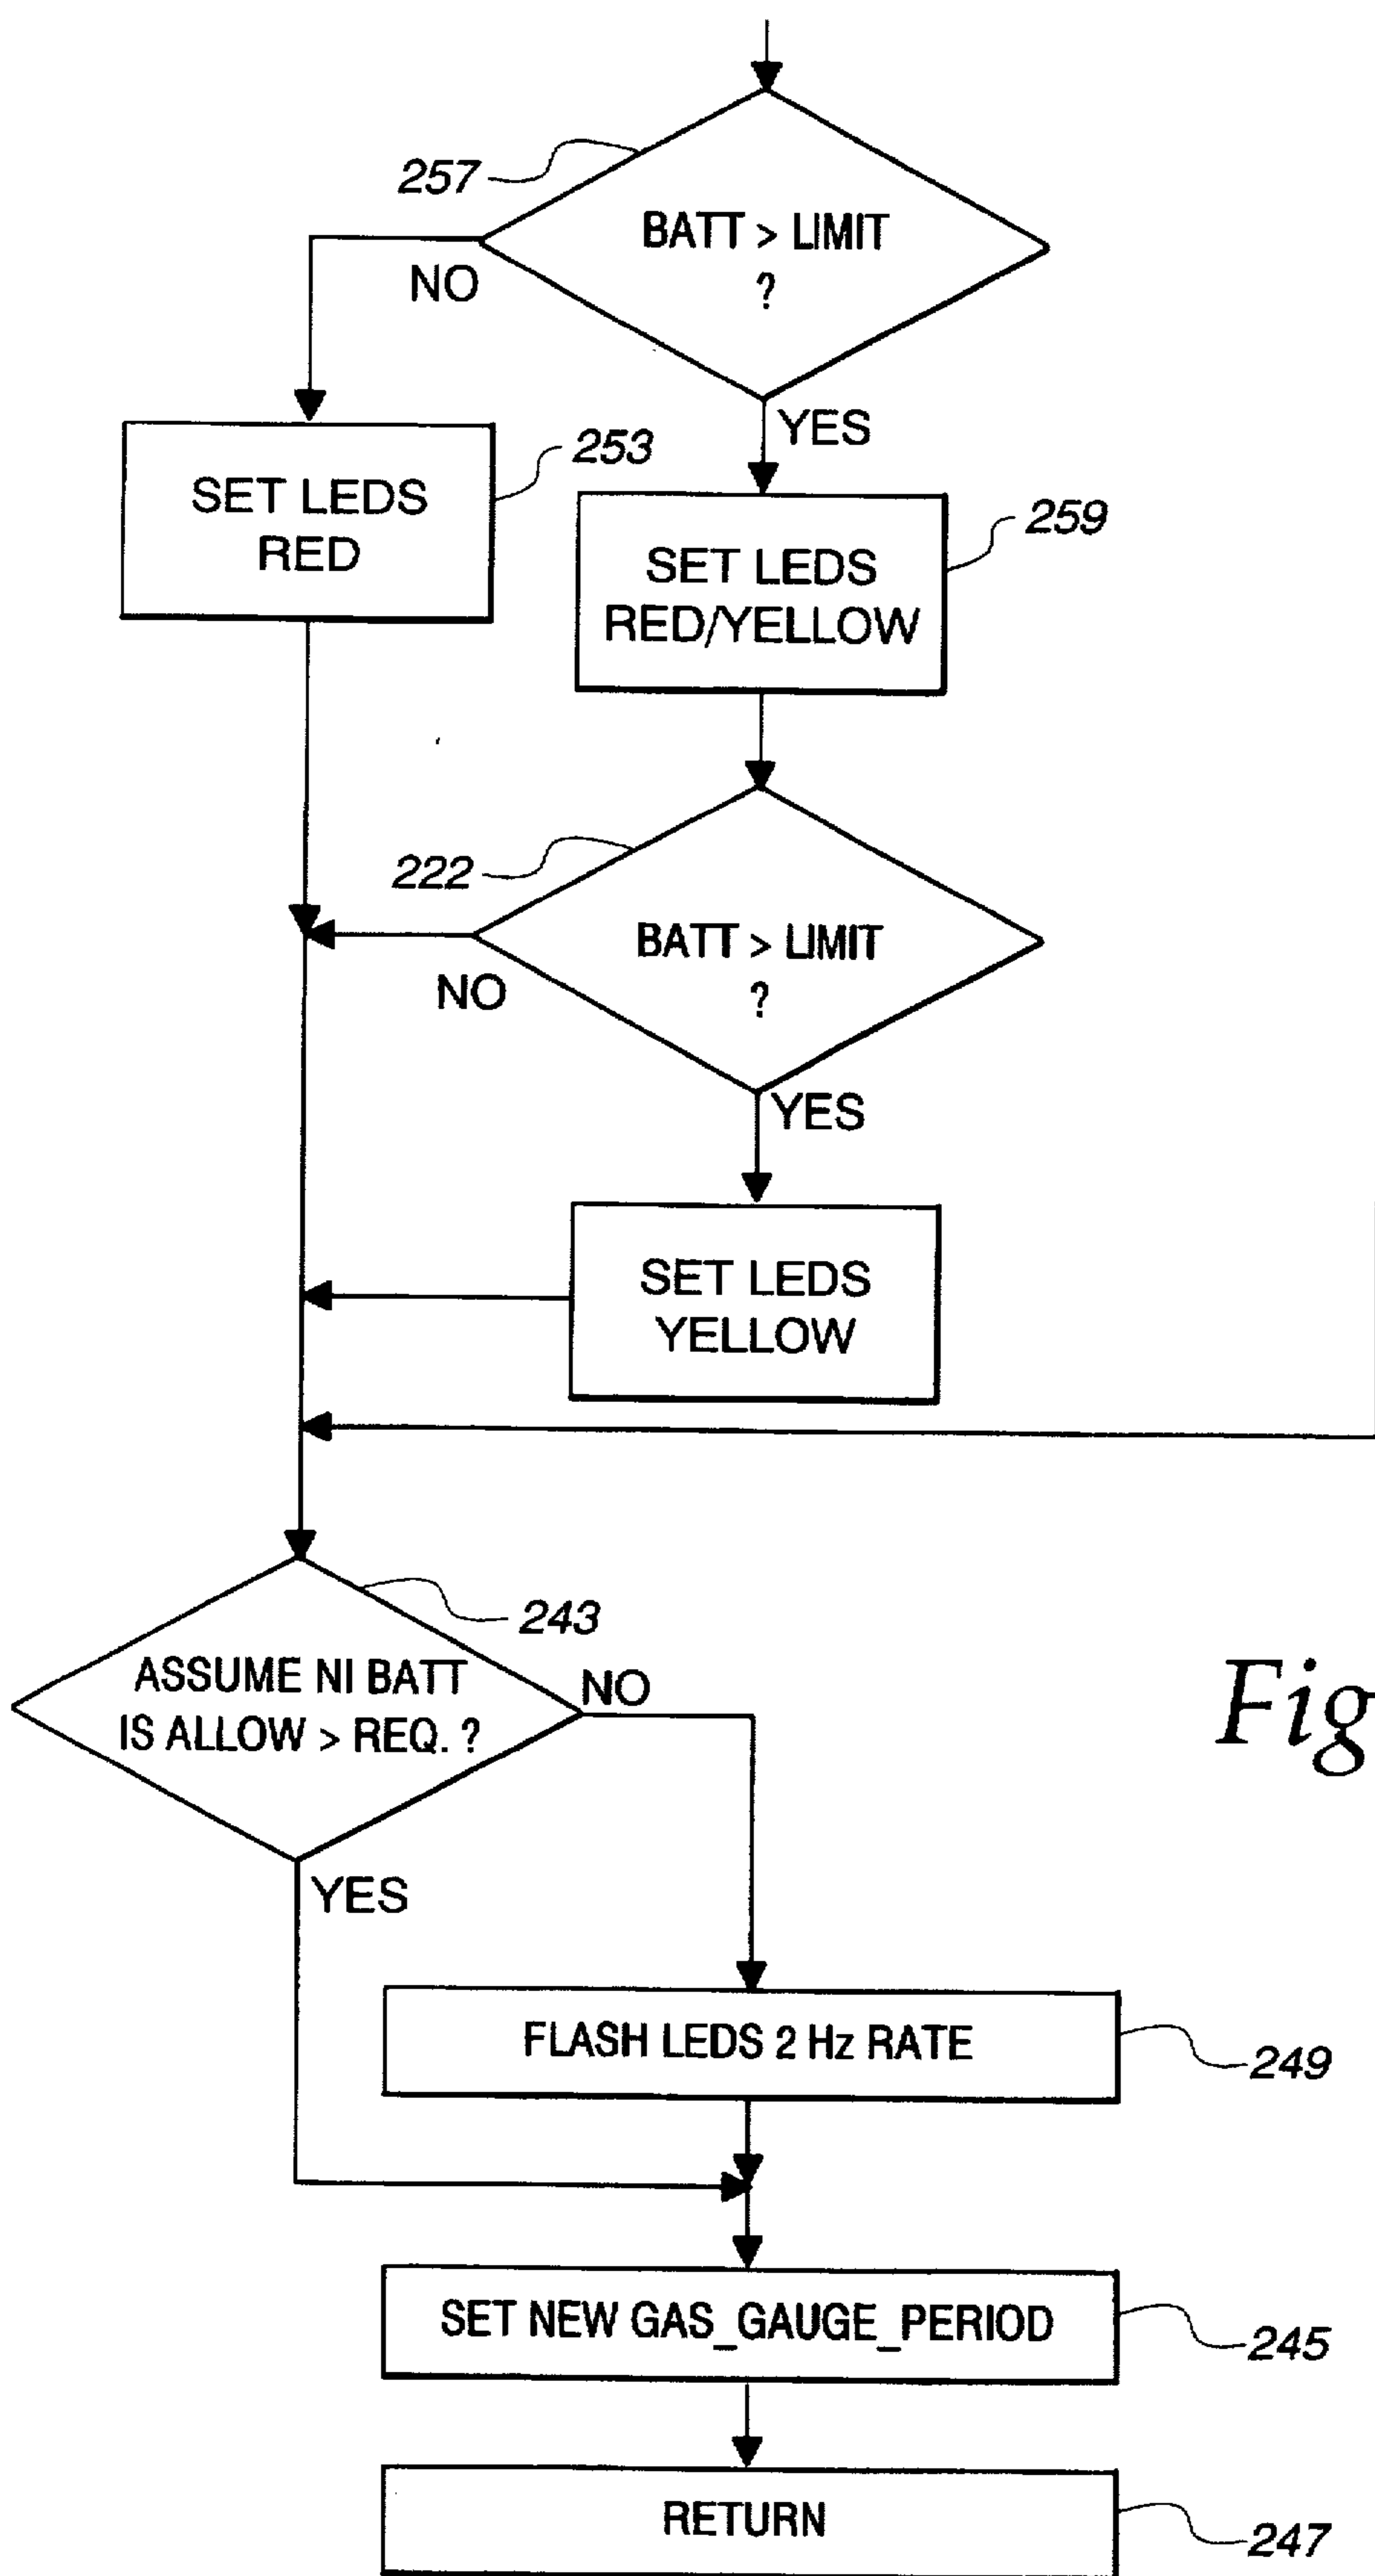 257
BATT > LIMIT
?
NO
YES
253
SET LEDS
RED
259
SET LEDS
RED/YELLOW
222
BATT > LIMIT
?
NO
YES
SET LEDS
YELLOW
243
ASSUME NI BATT
IS ALLOW > REQ. ?
NO
YES
Fig
FLASH LEDS 2 Hz RATE
249
SET NEW GAS_GAUGE_PERIOD
245
RETURN
247